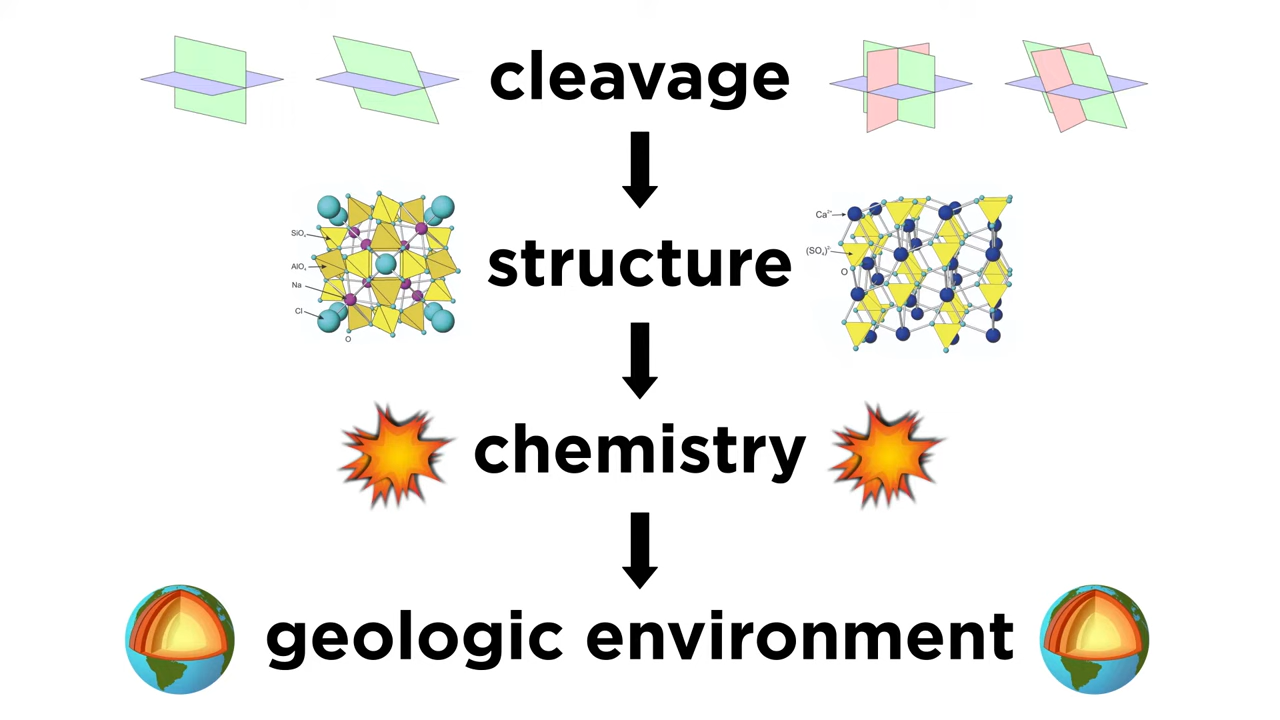 cleavage
structure
SiO₄
AlO₄
Na
Cl
O
Ca²⁺
(SO₄)²⁻
O
chemistry
geologic environment